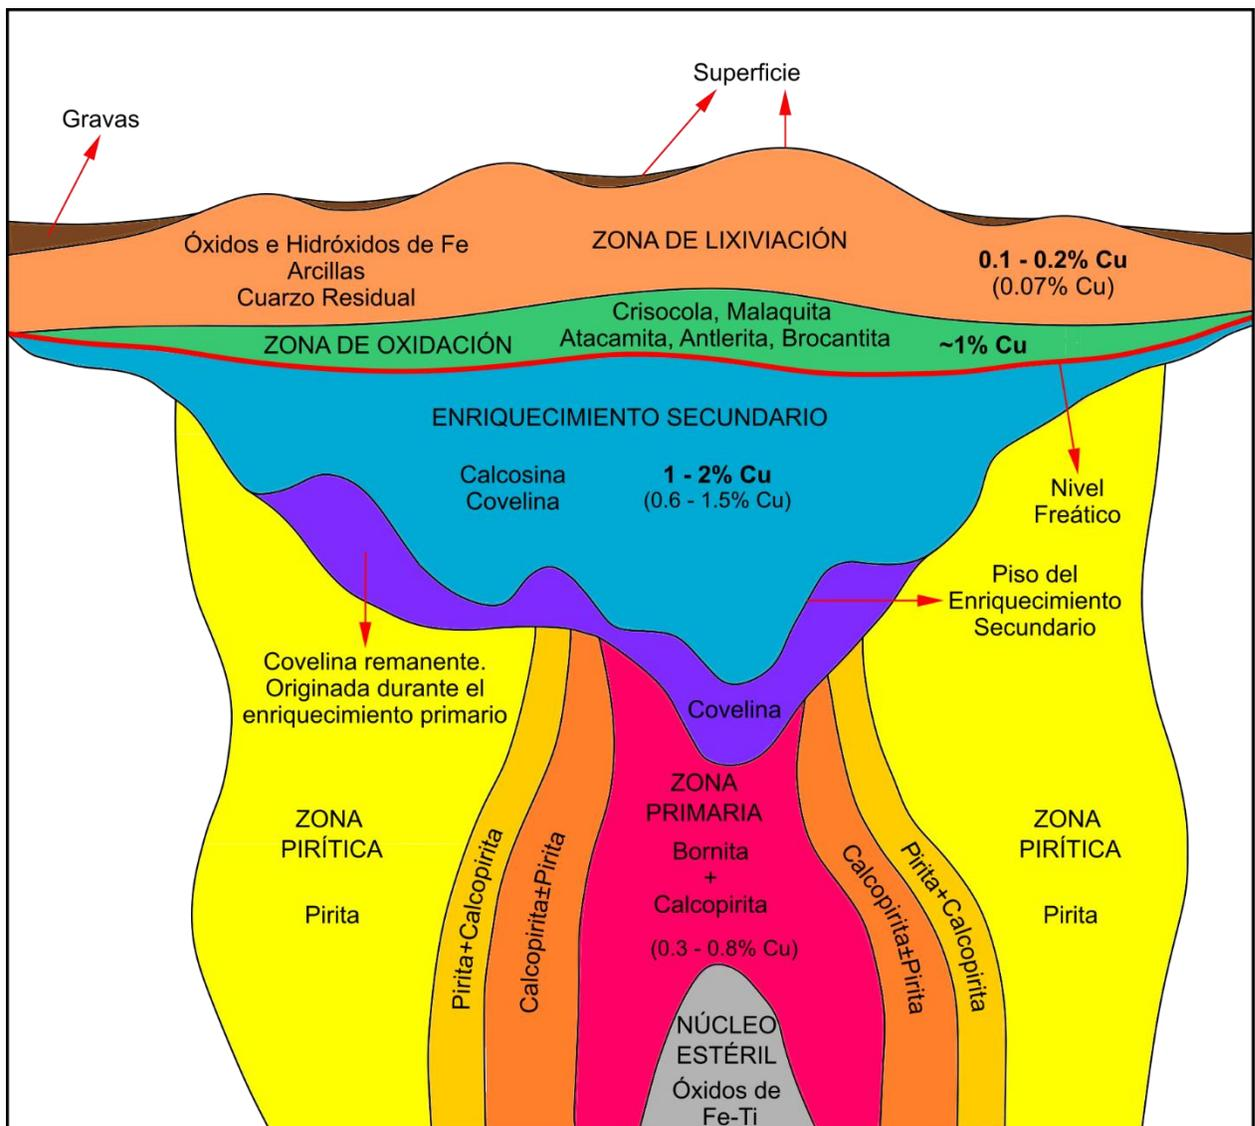 Superficie
Gravas
ZONA DE LIXIVIACIÓN
Óxidos e Hidróxidos de Fe
Arcillas
Cuarzo Residual
0.1 - 0.2% Cu
(0.07% Cu)
Crisocola, Malaquita
Atacamita, Antlerita, Brocantita
ZONA DE OXIDACIÓN
~1% Cu
ENRIQUECIMIENTO SECUNDARIO
Calcosina
Covelina
1 - 2% Cu
(0.6 - 1.5% Cu)
Nivel
Freático
Piso del
Enriquecimiento
Secundario
Covelina remanente.
Originada durante el
enriquecimiento primario
Covelina
ZONA
PIRÍTICA
Pirita
Pirita+Calcopirita
Calcopirita±Pirita
ZONA
PRIMARIA
Bornita
+
Calcopirita
(0.3 - 0.8% Cu)
Calcopirita±Pirita
Pirita+Calcopirita
ZONA
PIRÍTICA
Pirita
NÚCLEO
ESTÉRIL
Óxidos de
Fe-Ti